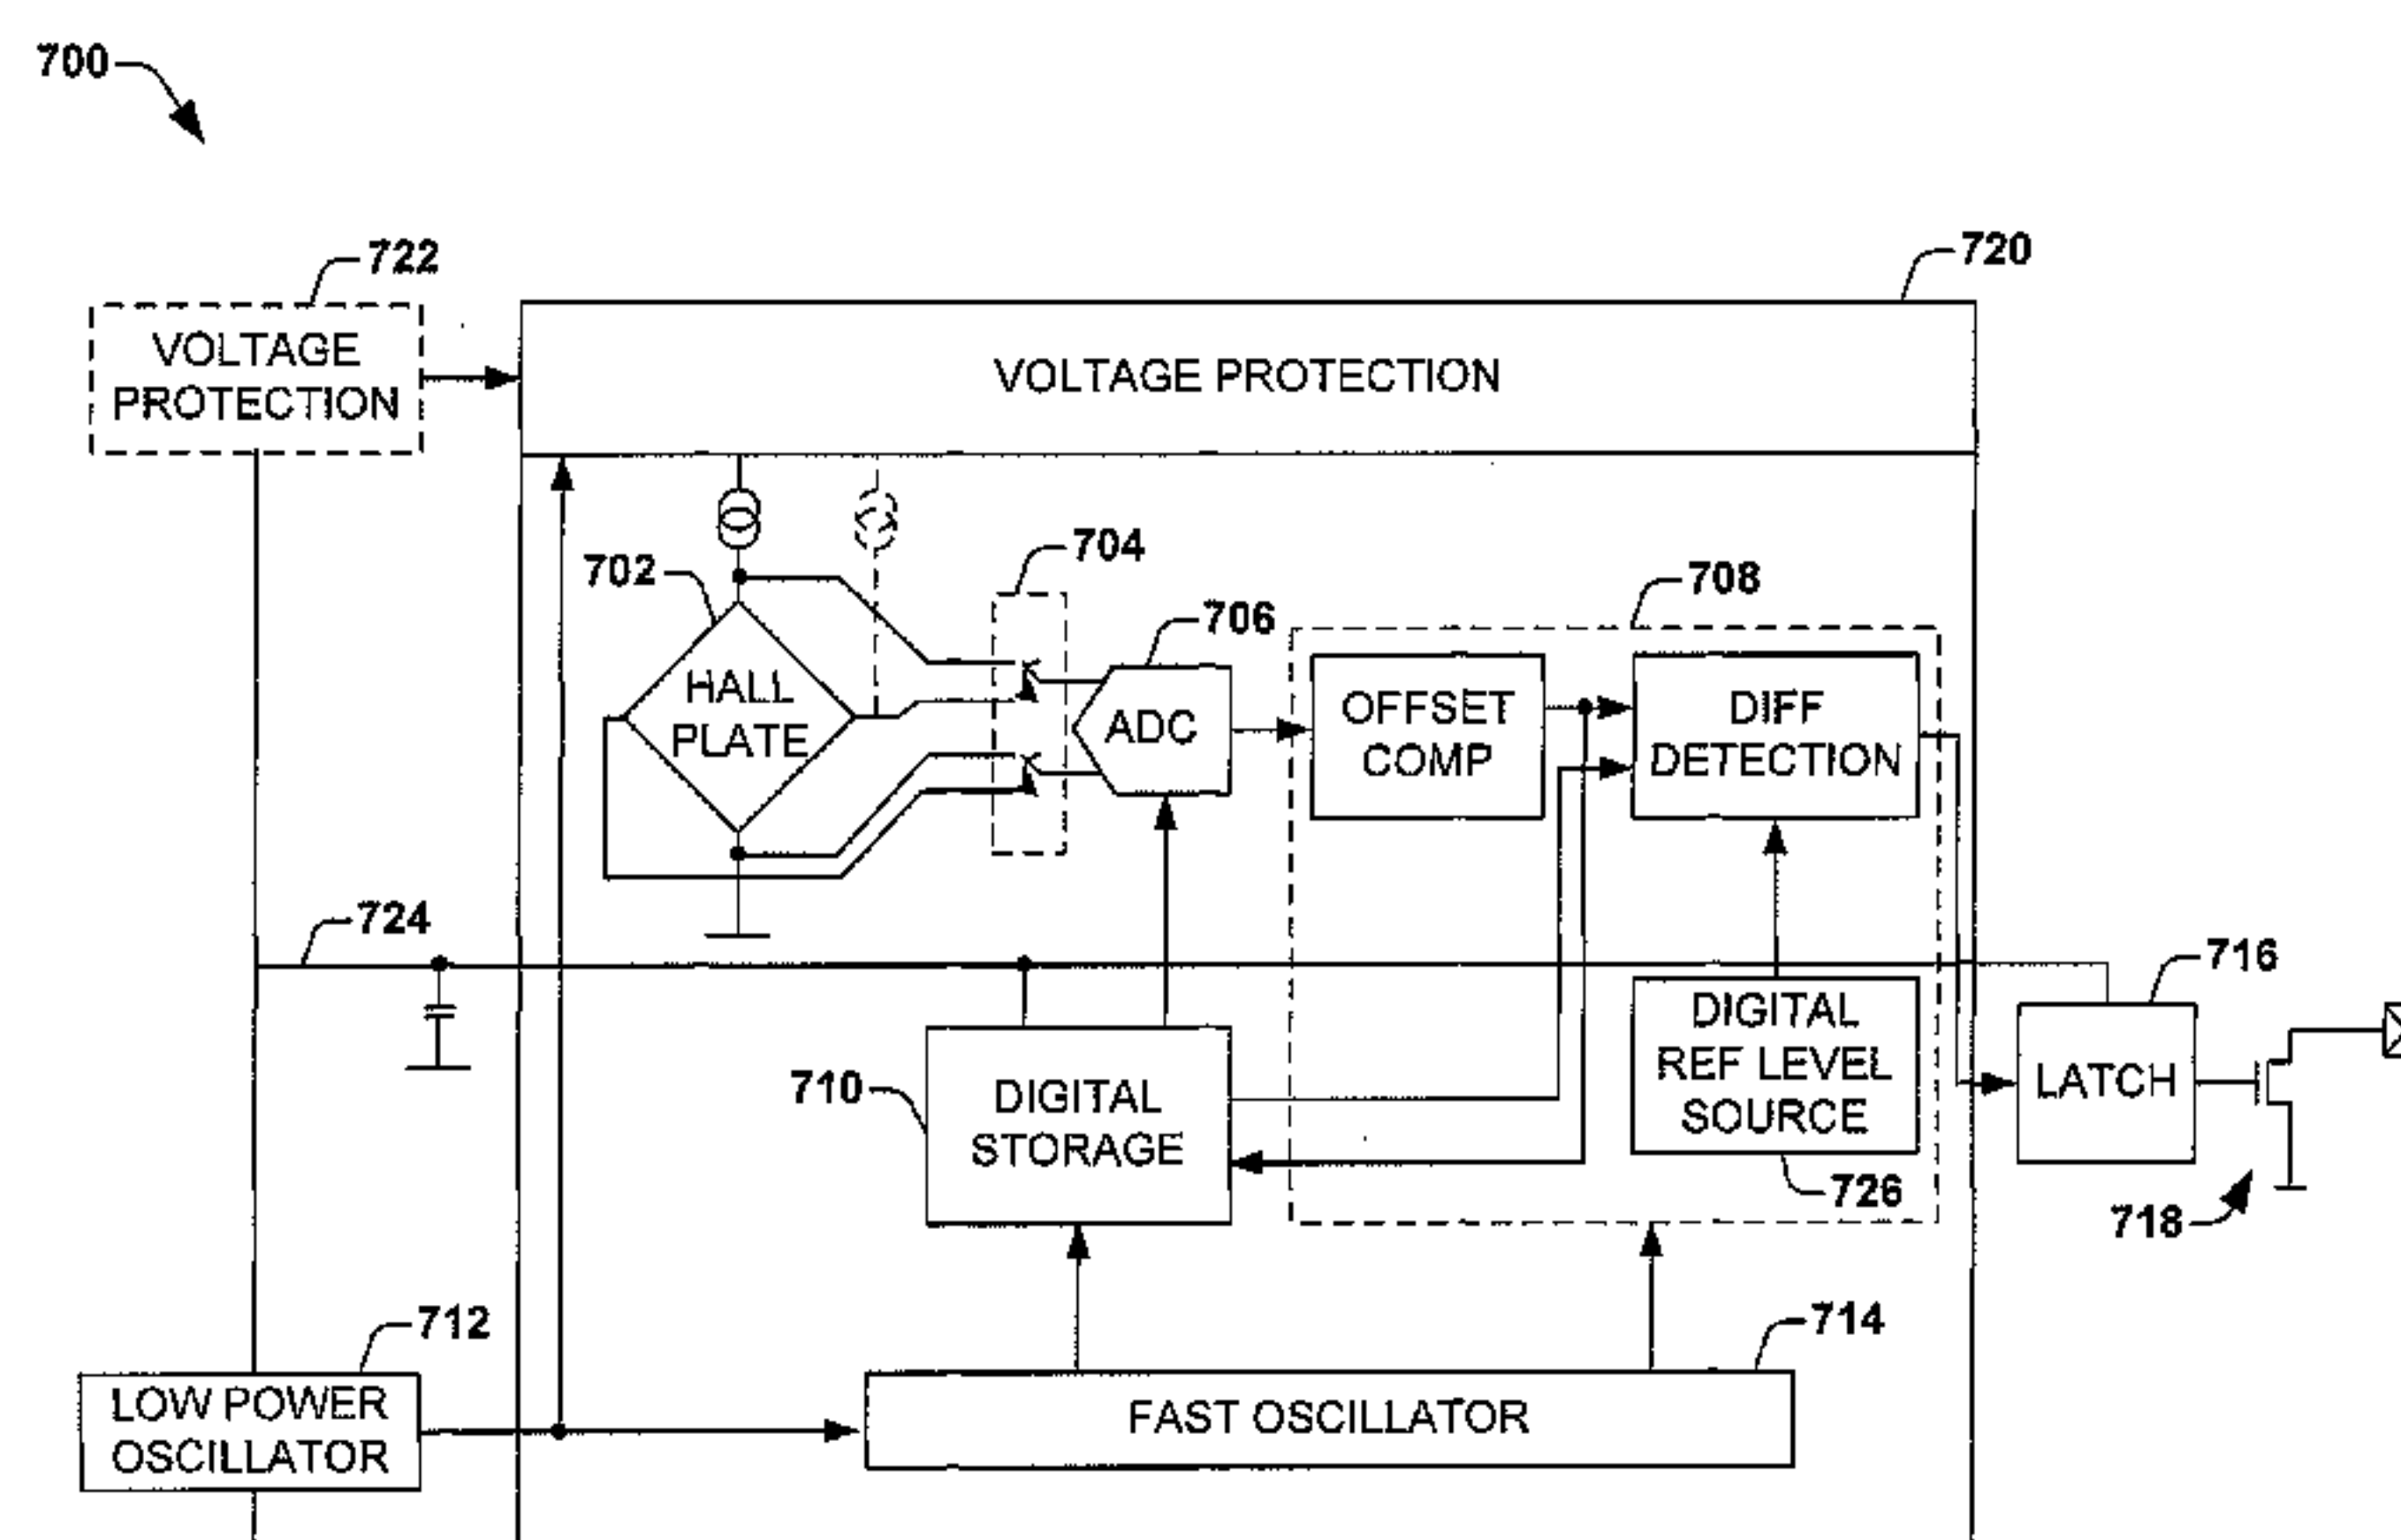 700
722
720
VOLTAGE
PROTECTION
VOLTAGE PROTECTION
702
704
706
708
HALL
PLATE
ADC
OFFSET
COMP
DIFF
DETECTION
724
716
710
DIGITAL
STORAGE
DIGITAL
REF LEVEL
SOURCE
LATCH
726
718
712
714
LOW POWER
OSCILLATOR
FAST OSCILLATOR